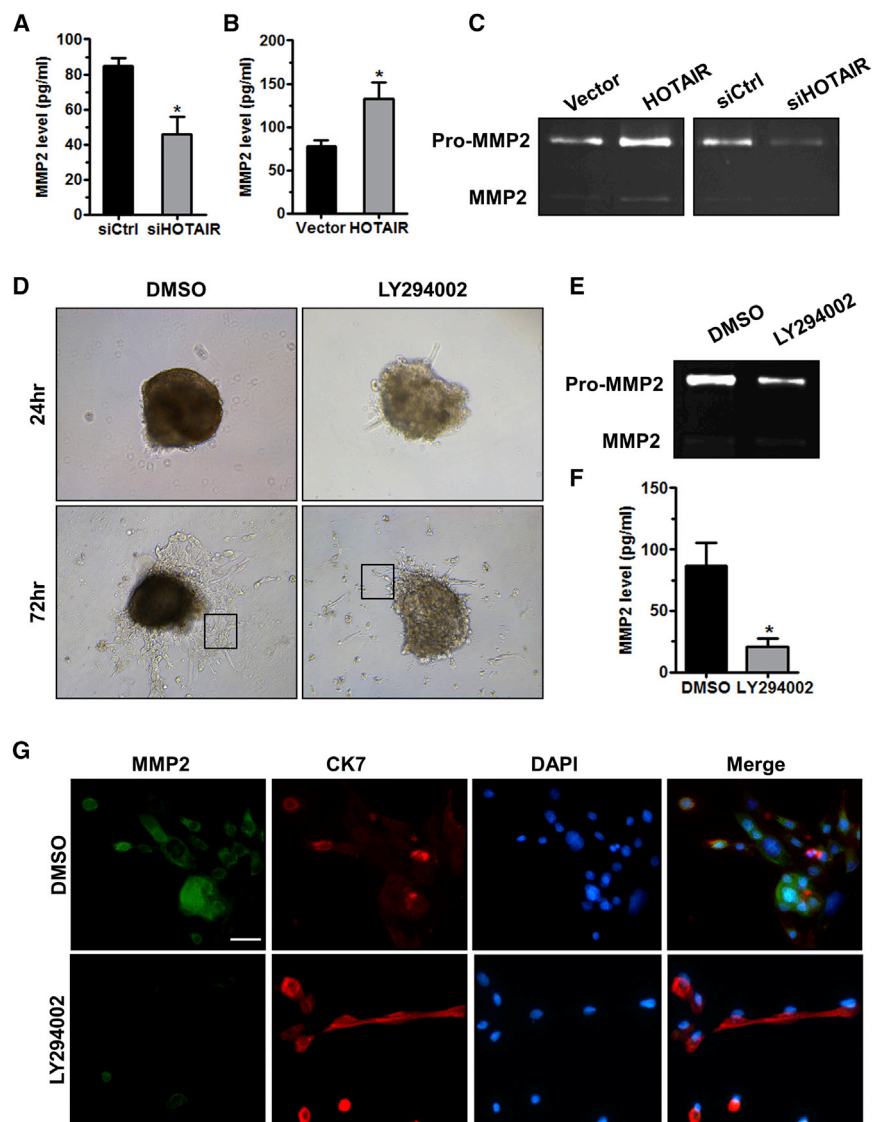 A
MMP2 level (pg/ml)
100
80
60
40
20
0
*
siCtrl siHOTAIR
B
MMP2 level (pg/ml)
200
150
100
50
0
*
Vector HOTAIR
C
Vector HOTAIR siCtrl siHOTAIR
Pro-MMP2
MMP2
D
DMSO LY294002
24hr
72hr
E
DMSO LY294002
Pro-MMP2
MMP2
F
MMP2 level (pg/ml)
150
100
50
0
*
DMSO LY294002
G
MMP2 CK7 DAPI Merge
DMSO
LY294002